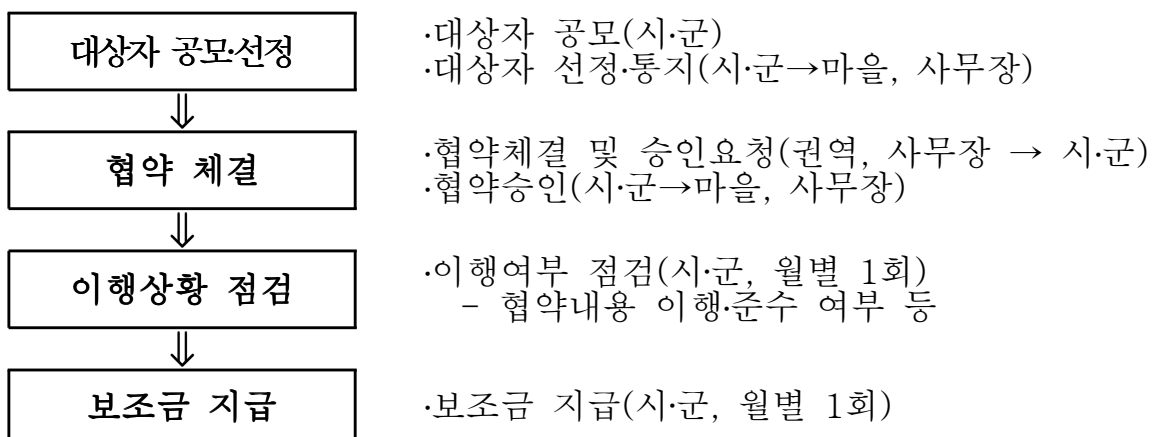 대상자 공모·선정
·대상자 공모(시·군)
·대상자 선정·통지(시·군→마을, 사무장)
⇓
협약 체결
·협약체결 및 승인요청(권역, 사무장 → 시·군)
·협약승인(시·군→마을, 사무장)
⇓
이행상황 점검
·이행여부 점검(시·군, 월별 1회)
- 협약내용 이행·준수 여부 등
⇓
보조금 지급
·보조금 지급(시·군, 월별 1회)